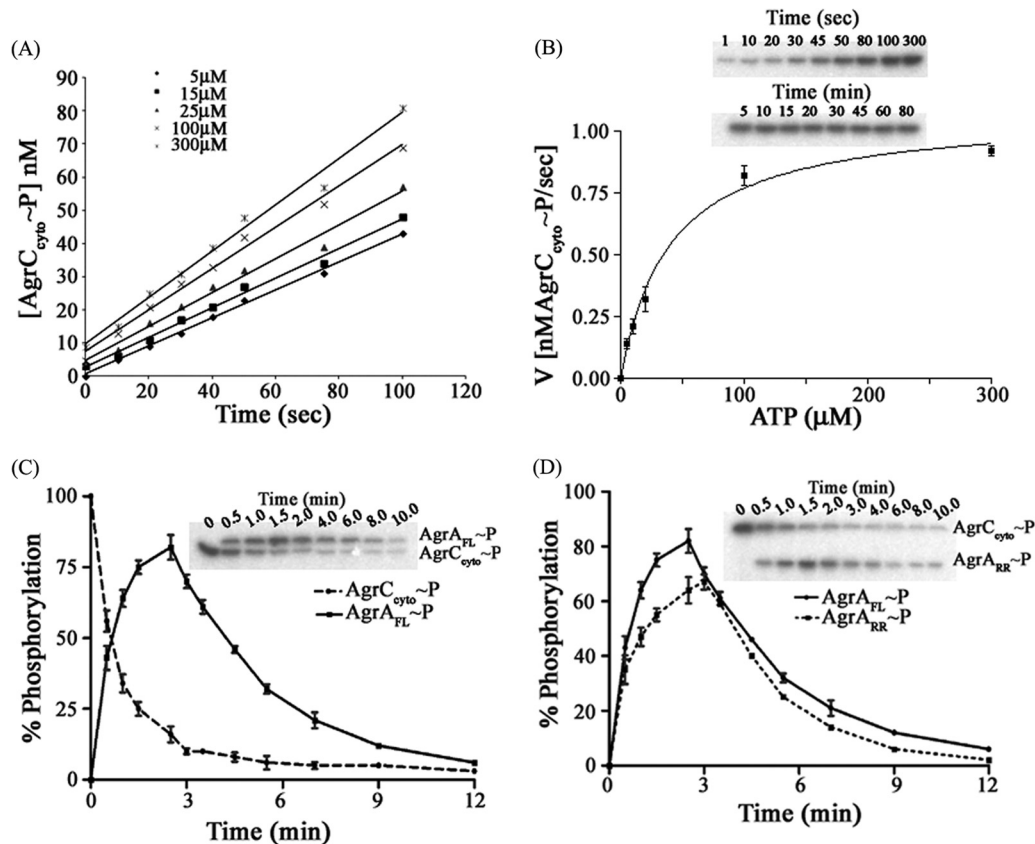 (A)
5µM
15µM
25µM
100µM
300µM
90
80
70
60
50
40
30
20
10
0
[AgrCcyto~P] nM
0 20 40 60 80 100 120
Time (sec)
(B)
Time (sec)
1 10 20 30 45 50 80 100 300
Time (min)
5 10 15 20 30 45 60 80
1.00
0.75
0.50
0.25
0.00
V [nMAgrCcyto~P/sec]
0 100 200 300
ATP (µM)
(C)
Time (min)
0 0.5 1.0 1.5 2.0 4.0 6.0 8.0 10.0
AgrAFL~P
AgrCcyto~P
AgrCcyto~P
AgrAFL~P
100
75
50
25
0
% Phosphorylation
0 3 6 9 12
Time (min)
(D)
Time (min)
0 0.5 1.0 1.5 2.0 3.0 4.0 6.0 8.0 10.0
AgrCcyto~P
AgrARR~P
AgrAFL~P
AgrARR~P
100
80
60
40
20
0
% Phosphorylation
0 3 6 9 12
Time (min)